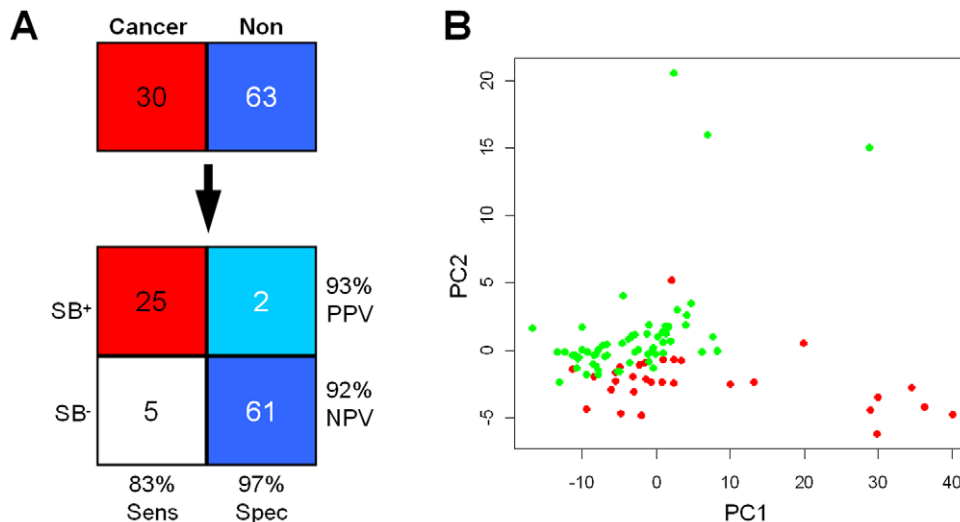 A
Cancer Non
30 63
SB⁺ 25 2 93% PPV
SB⁻ 5 61 92% NPV
83% Sens 97% Spec
B
PC2
20
15
10
5
0
-5
-10 0 10 20 30 40
PC1